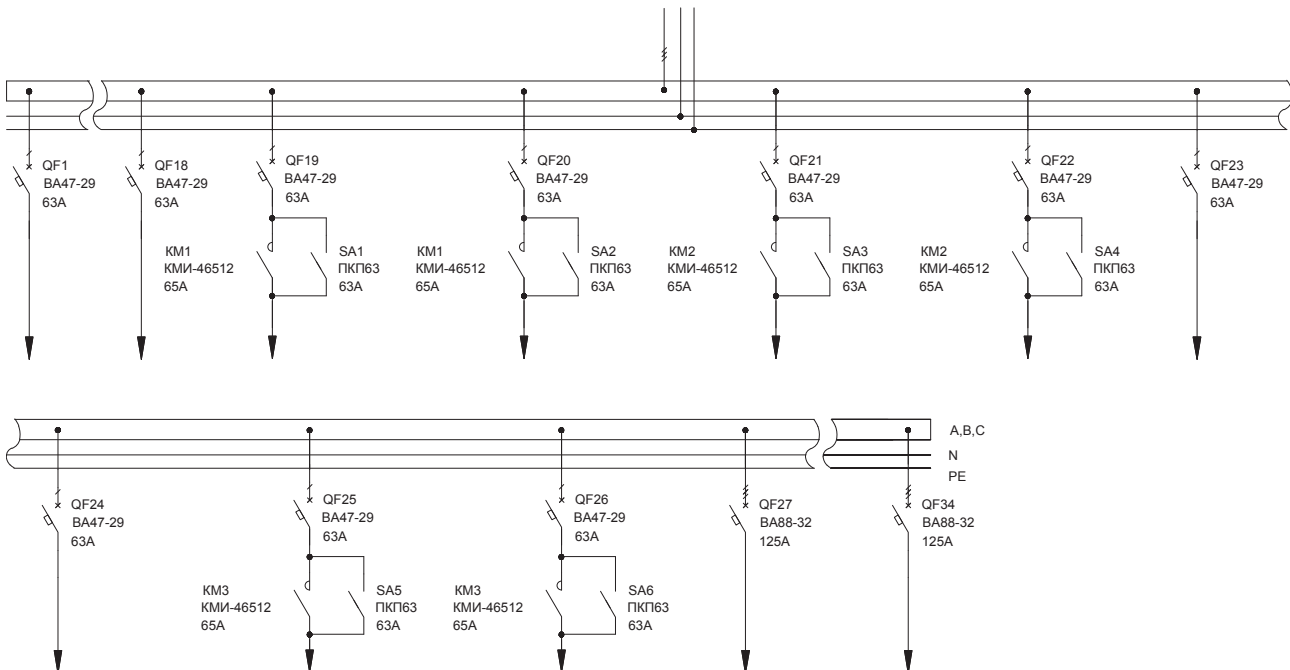 QF1
ВА47-29
63А
QF18
ВА47-29
63А
QF19
ВА47-29
63А
QF20
ВА47-29
63А
QF21
ВА47-29
63А
QF22
ВА47-29
63А
QF23
ВА47-29
63А
КМ1
КМИ-46512
65А
SA1
ПКП63
63А
КМ1
КМИ-46512
65А
SA2
ПКП63
63А
КМ2
КМИ-46512
65А
SA3
ПКП63
63А
КМ2
КМИ-46512
65А
SA4
ПКП63
63А
A,B,C
N
PE
QF24
ВА47-29
63А
QF25
ВА47-29
63А
QF26
ВА47-29
63А
QF27
ВА88-32
125А
QF34
ВА88-32
125А
КМ3
КМИ-46512
65А
SA5
ПКП63
63А
КМ3
КМИ-46512
65А
SA6
ПКП63
63А